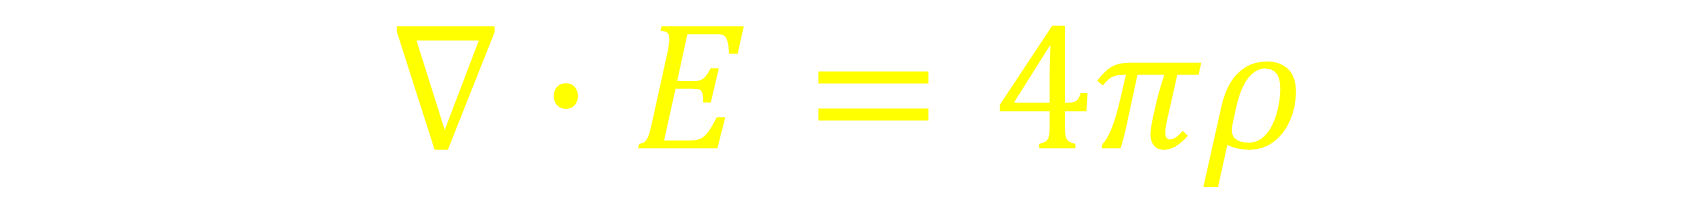 ∇ · E = 4πρ